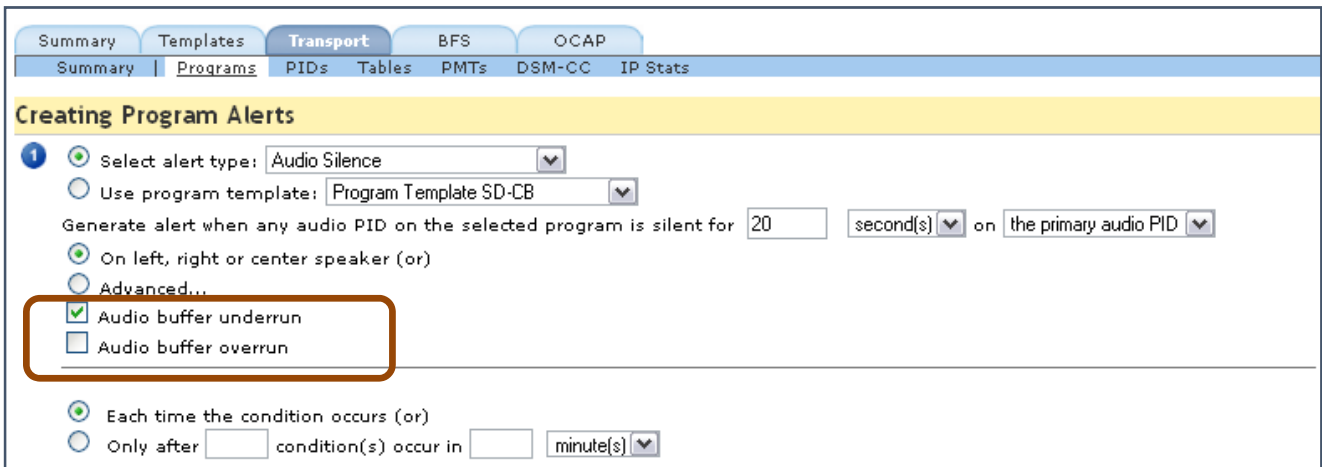 Summary Templates Transport BFS OCAP
Summary | Programs PIDs Tables PMTs DSM-CC IP Stats
Creating Program Alerts
1 Select alert type: Audio Silence
Use program template: Program Template SD-CB
Generate alert when any audio PID on the selected program is silent for 20 second(s) on the primary audio PID
On left, right or center speaker (or)
Advanced...
Audio buffer underrun
Audio buffer overrun
Each time the condition occurs (or)
Only after condition(s) occur in minute(s)